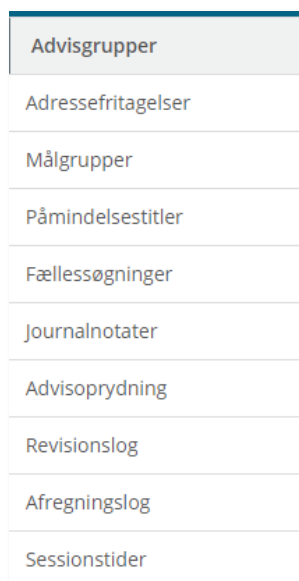 Advisgrupper
Adressefritagelser
Målgrupper
Påmindelsestitler
Fællessøgninger
Journalnotater
Advisoprydning
Revisionslog
Afregningslog
Sessionstider